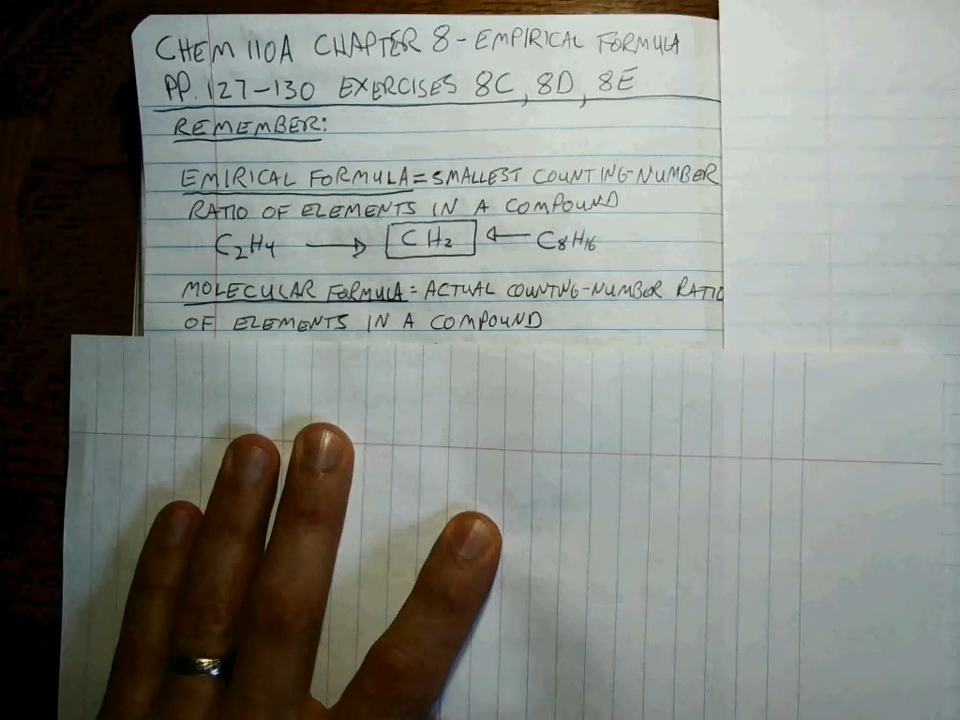 CHEM 110A CHAPTER 8 - EMPIRICAL FORMULA
PP. 127-130 EXERCISES 8C, 8D, 8E
REMEMBER:
EMIRICAL FORMULA = SMALLEST COUNTING-NUMBER
RATIO OF ELEMENTS IN A COMPOUND
C₂H₄ → CH₂ ← C₈H₁₆
MOLECULAR FORMULA = ACTUAL COUNTNG-NUMBER RATIO
OF ELEMENTS IN A COMPOUND